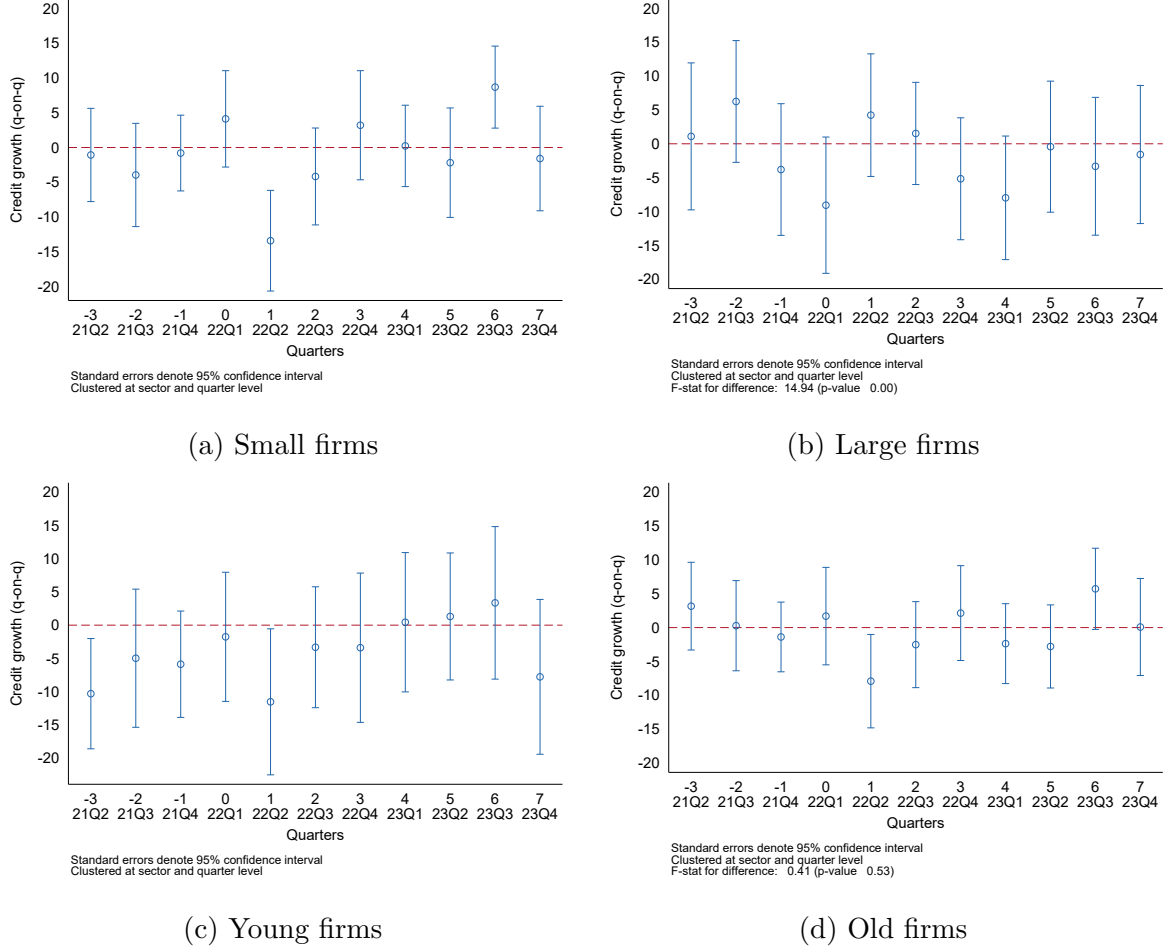 20
15
10
5
0
-5
-10
-15
-20
Credit growth (q-on-q)
-3 -2 -1 0 1 2 3 4 5 6 7
21Q2 21Q3 21Q4 22Q1 22Q2 22Q3 22Q4 23Q1 23Q2 23Q3 23Q4
Quarters
Standard errors denote 95% confidence interval
Clustered at sector and quarter level
(a) Small firms
20
15
10
5
0
-5
-10
-15
-20
Credit growth (q-on-q)
-3 -2 -1 0 1 2 3 4 5 6 7
21Q2 21Q3 21Q4 22Q1 22Q2 22Q3 22Q4 23Q1 23Q2 23Q3 23Q4
Quarters
Standard errors denote 95% confidence interval
Clustered at sector and quarter level
F-stat for difference: 14.94 (p-value 0.00)
(b) Large firms
20
15
10
5
0
-5
-10
-15
-20
Credit growth (q-on-q)
-3 -2 -1 0 1 2 3 4 5 6 7
21Q2 21Q3 21Q4 22Q1 22Q2 22Q3 22Q4 23Q1 23Q2 23Q3 23Q4
Quarters
Standard errors denote 95% confidence interval
Clustered at sector and quarter level
(c) Young firms
20
15
10
5
0
-5
-10
-15
-20
Credit growth (q-on-q)
-3 -2 -1 0 1 2 3 4 5 6 7
21Q2 21Q3 21Q4 22Q1 22Q2 22Q3 22Q4 23Q1 23Q2 23Q3 23Q4
Quarters
Standard errors denote 95% confidence interval
Clustered at sector and quarter level
F-stat for difference: 0.41 (p-value 0.53)
(d) Old firms